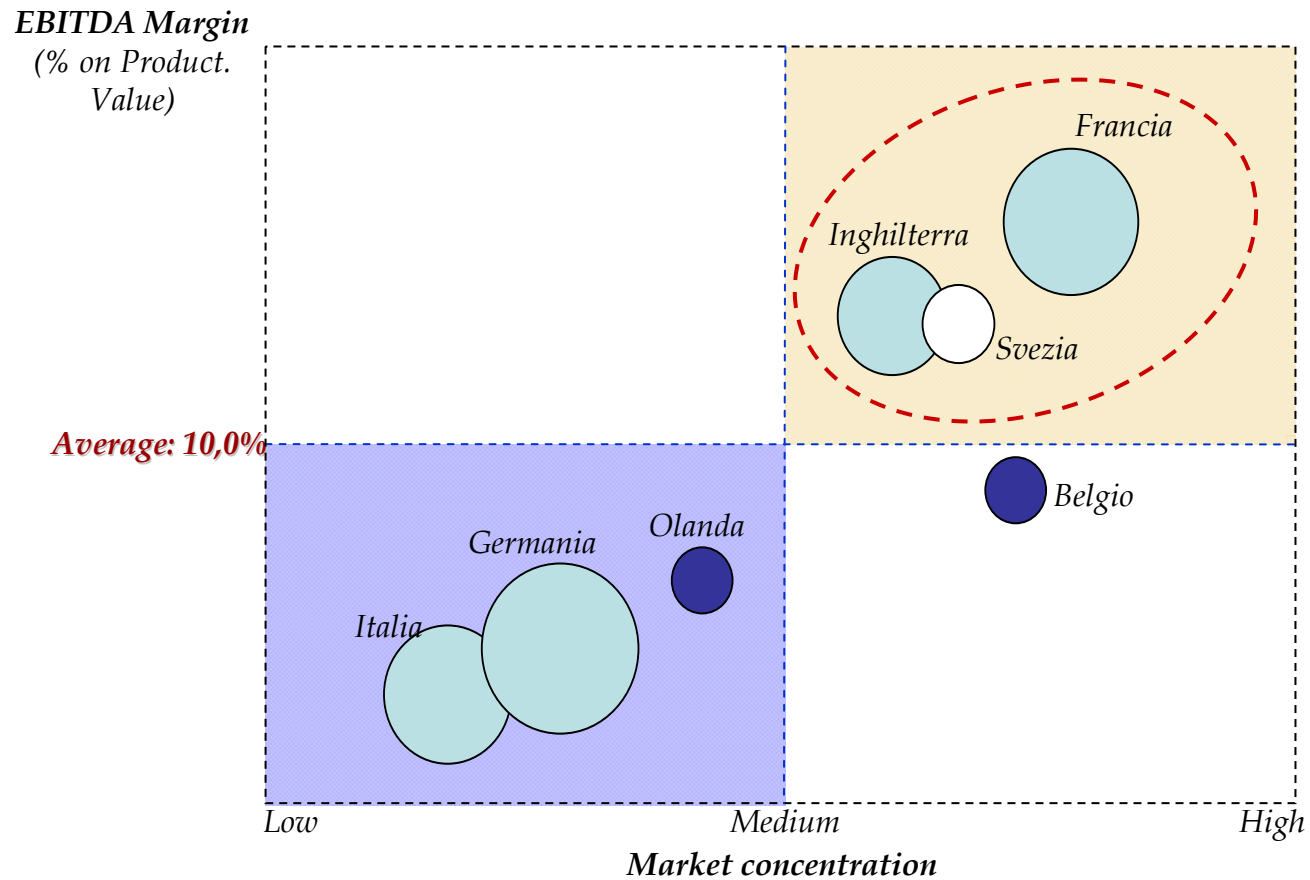 EBITDA Margin
(% on Product.
Value)
Francia
Inghilterra
Svezia
Average: 10,0%
Belgio
Olanda
Germania
Italia
Low
Medium
High
Market concentration